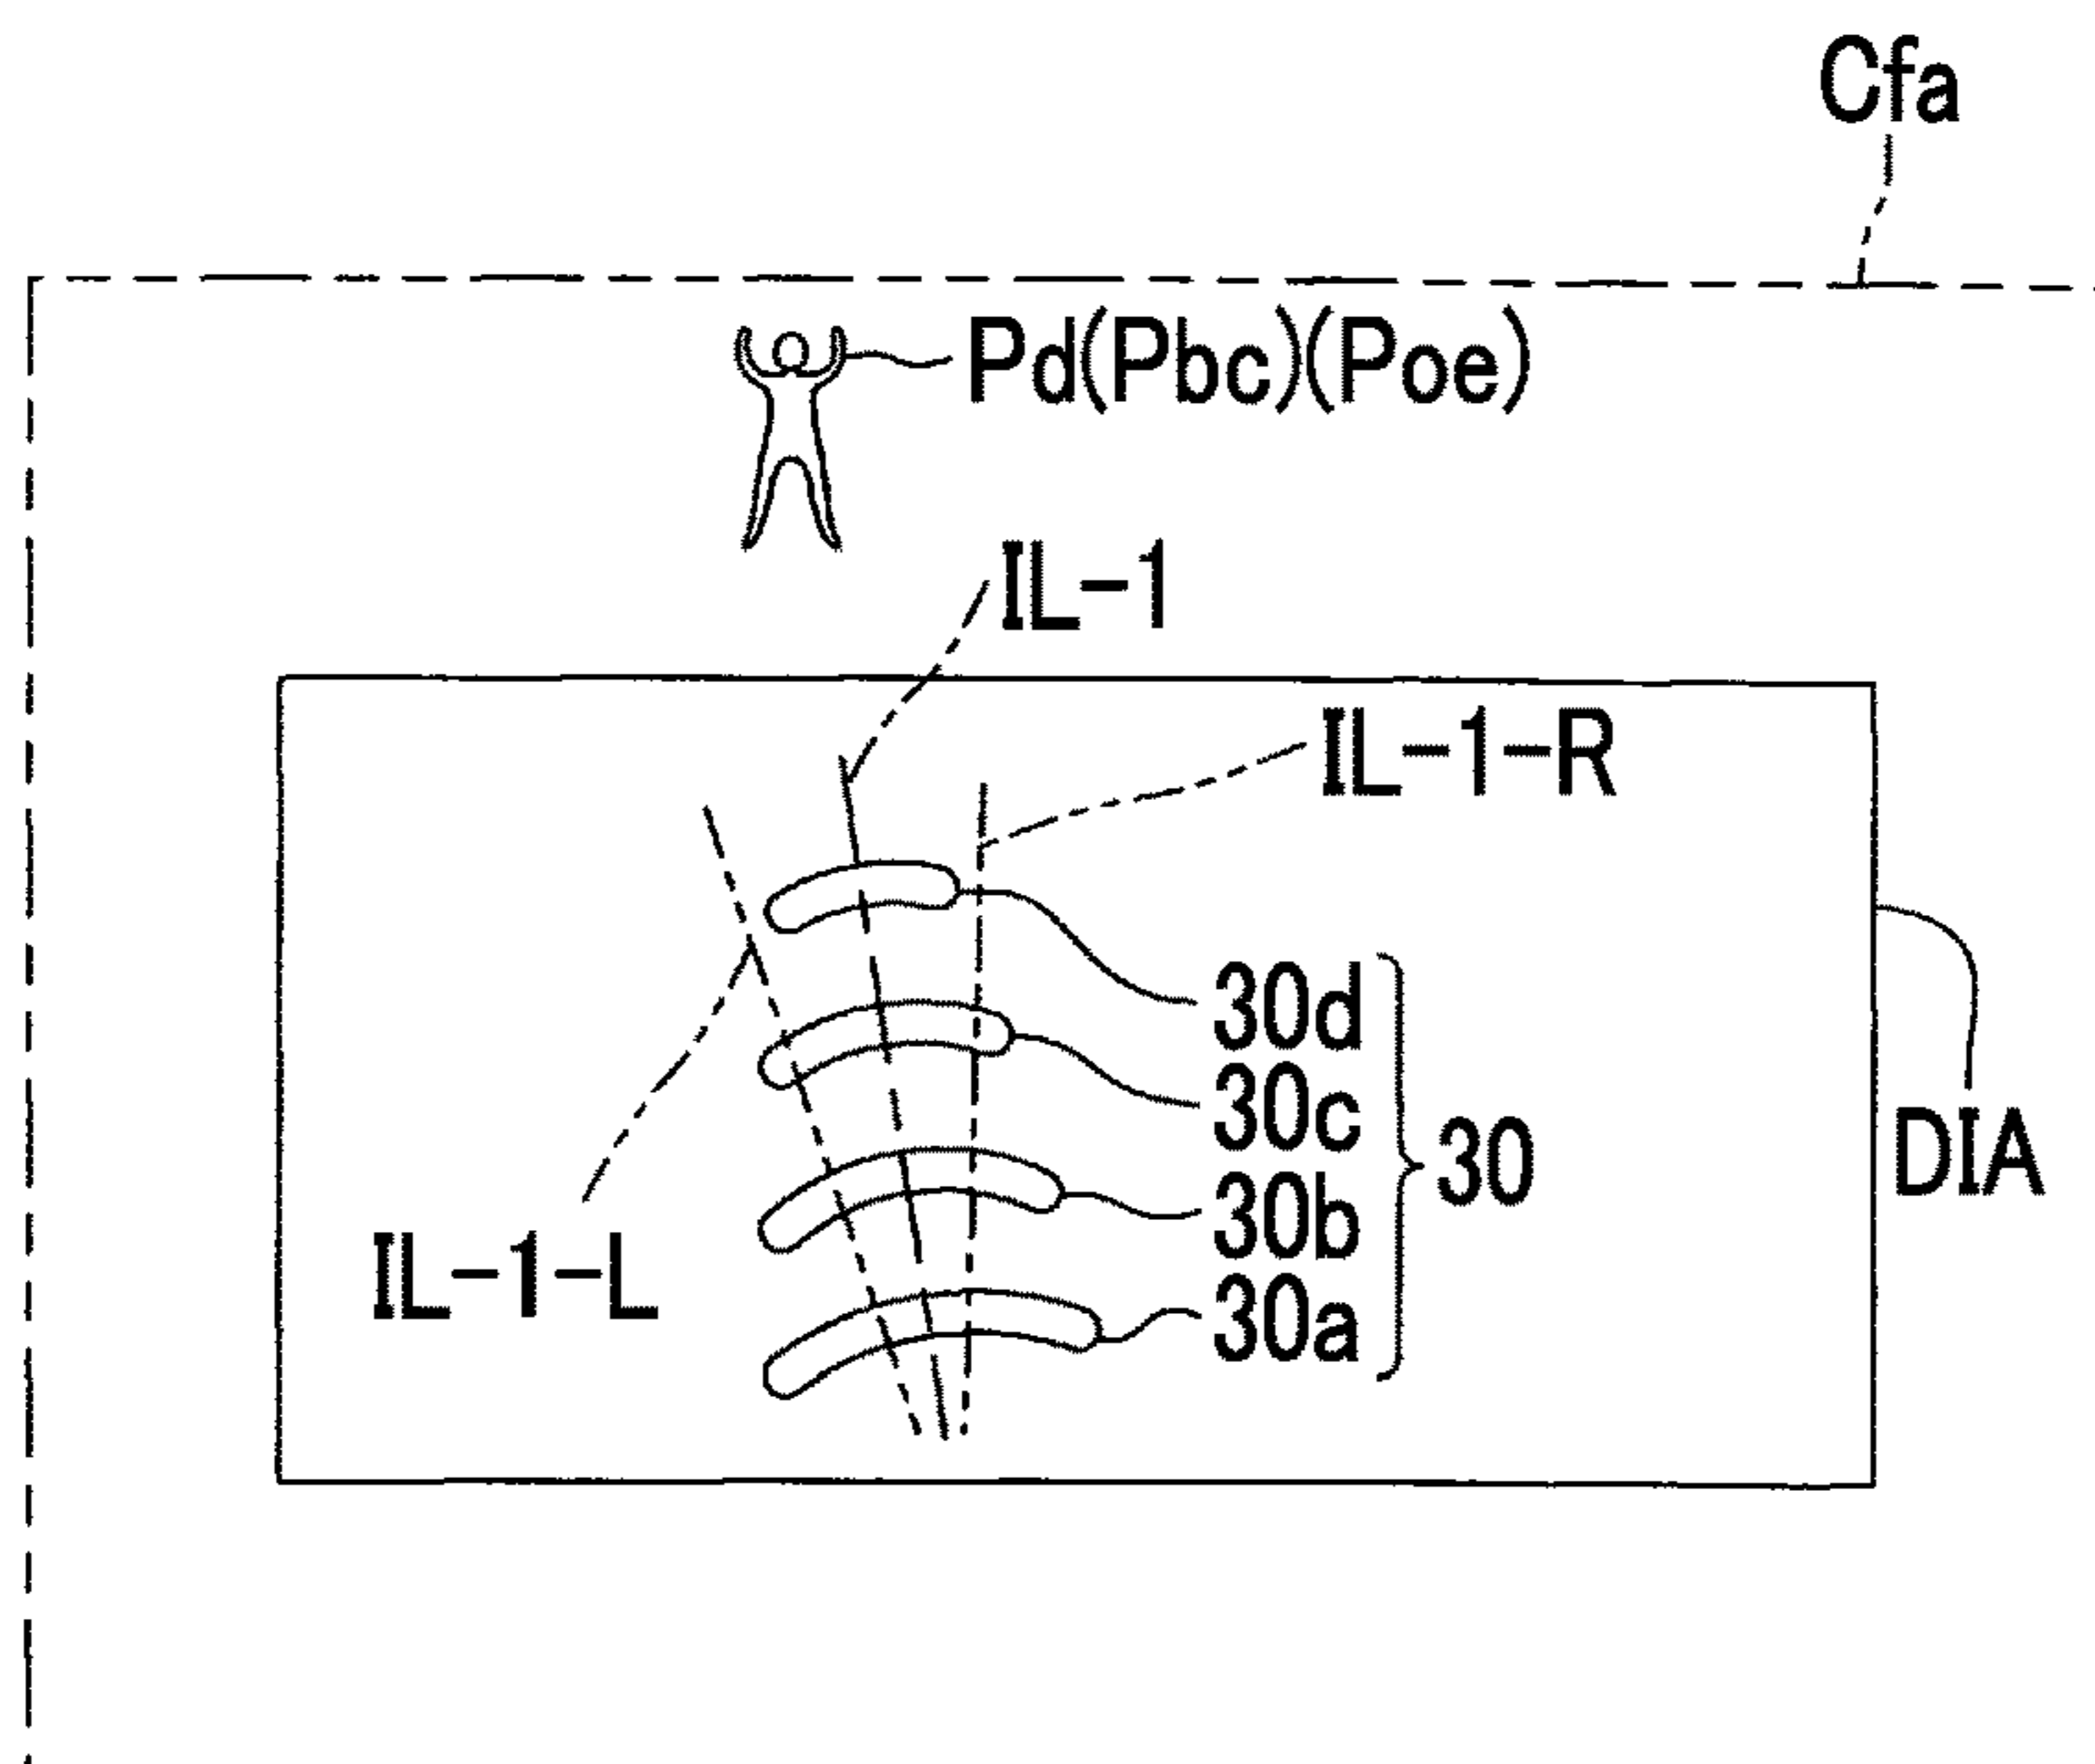 Cfa
Pd(Pbc)(Poe)
IL-1
IL-1-R
30d
30c
30
DIA
30b
IL-1-L
30a